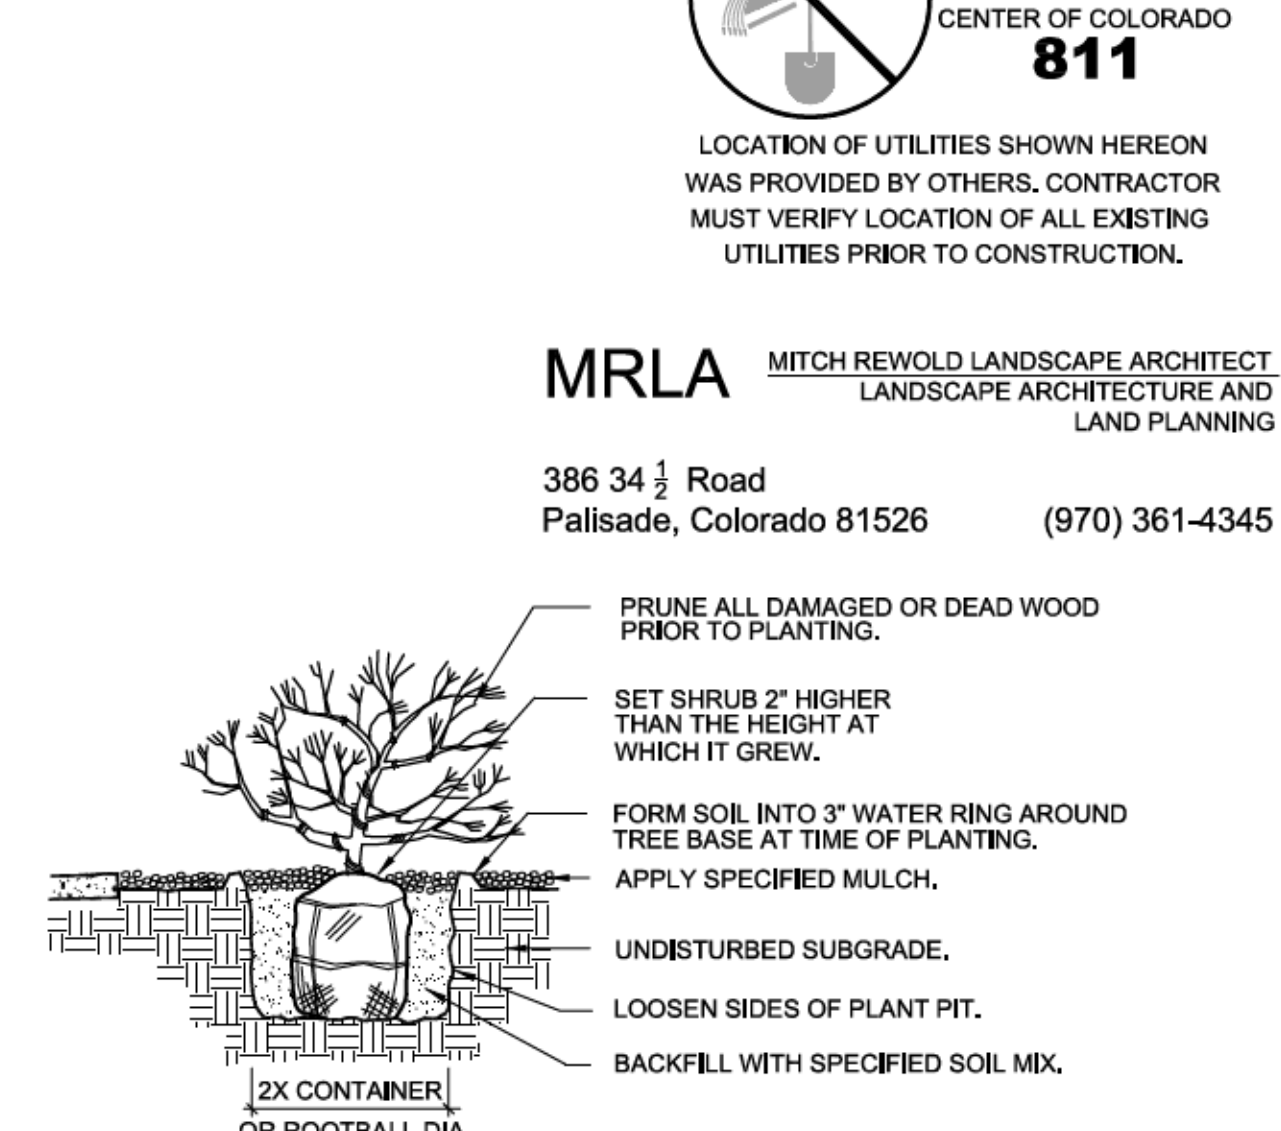 CENTER OF COLORADO
811
LOCATION OF UTILITIES SHOWN HEREON
WAS PROVIDED BY OTHERS. CONTRACTOR
MUST VERIFY LOCATION OF ALL EXISTING
UTILITIES PRIOR TO CONSTRUCTION.
MRLA
MITCH REWOLD LANDSCAPE ARCHITECT
LANDSCAPE ARCHITECTURE AND
LAND PLANNING
386 34 ½ Road
Palisade, Colorado 81526 (970) 361-4345
PRUNE ALL DAMAGED OR DEAD WOOD
PRIOR TO PLANTING.
SET SHRUB 2" HIGHER
THAN THE HEIGHT AT
WHICH IT GREW.
FORM SOIL INTO 3" WATER RING AROUND
TREE BASE AT TIME OF PLANTING.
APPLY SPECIFIED MULCH.
UNDISTURBED SUBGRADE.
LOOSEN SIDES OF PLANT PIT.
BACKFILL WITH SPECIFIED SOIL MIX.
2X CONTAINER
OR ROOTBALL DIA